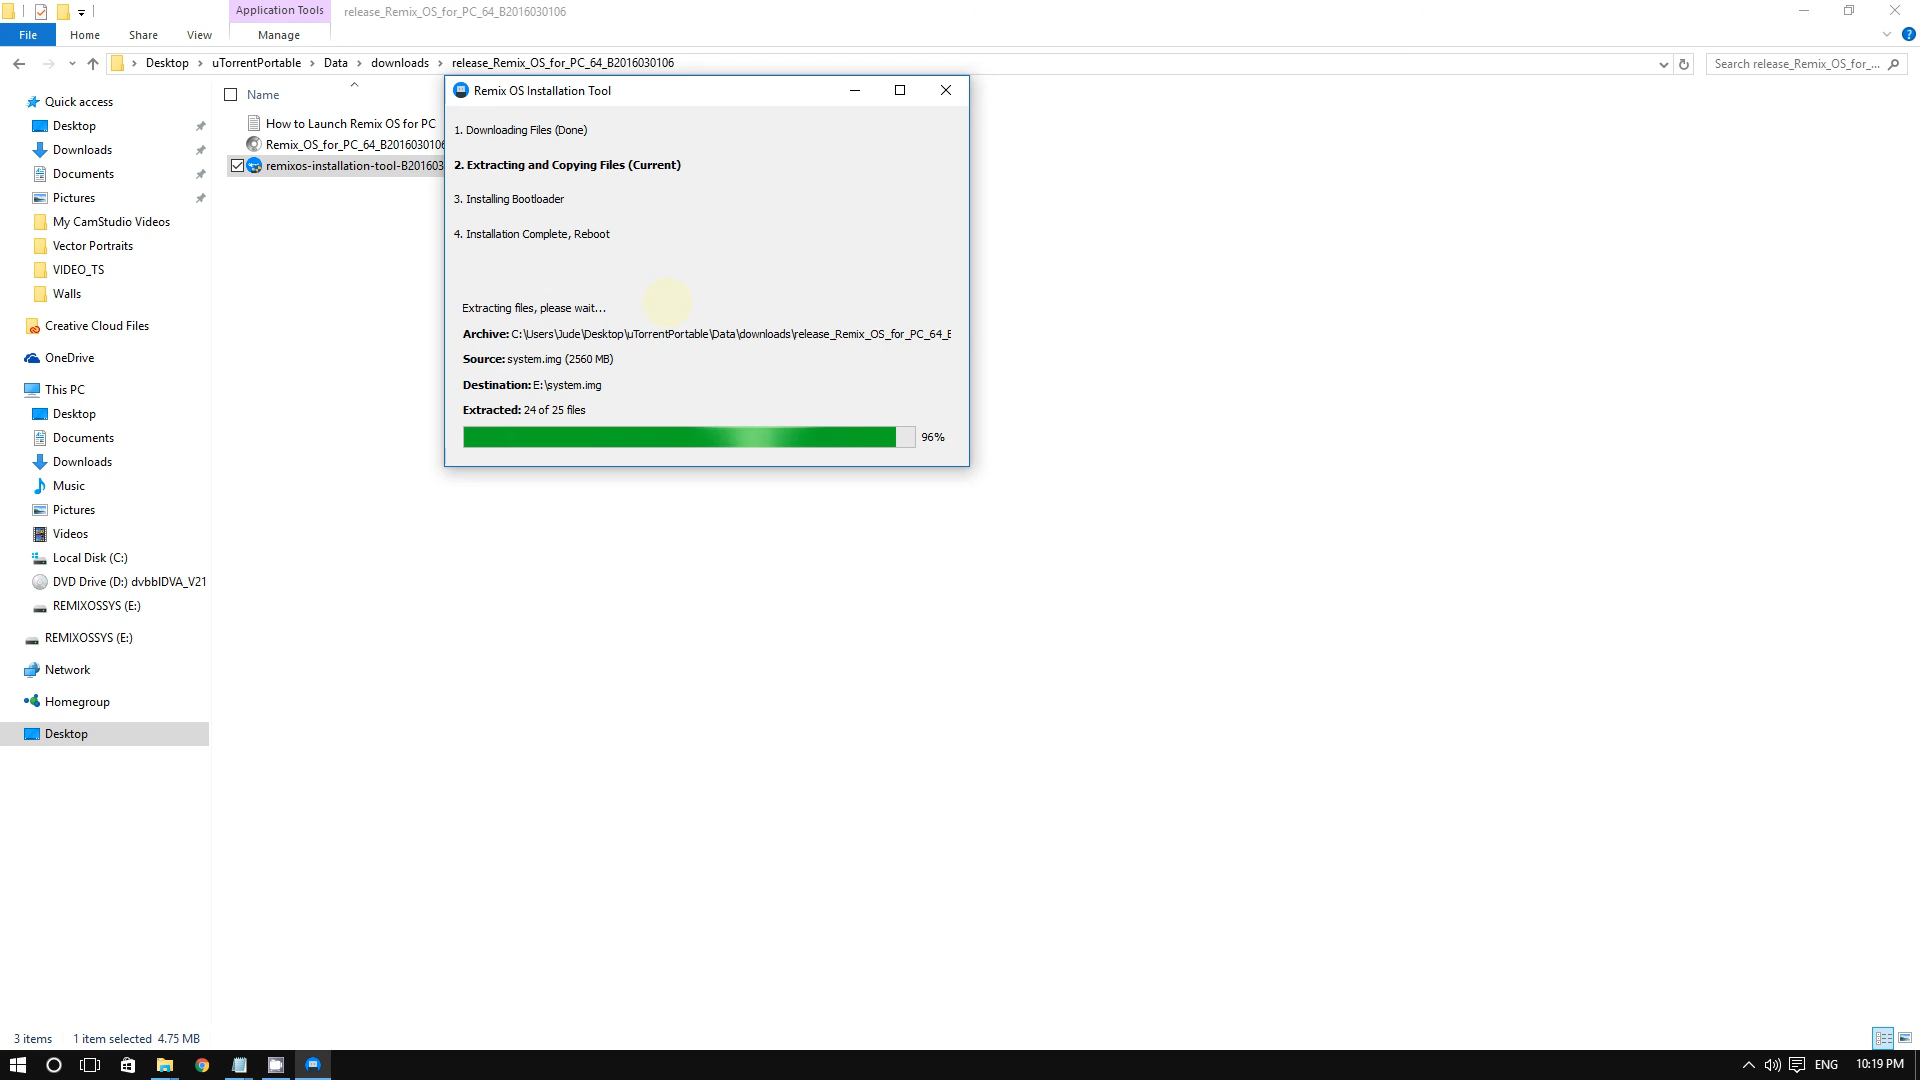 Application Tools
release_Remix_OS_for_PC_64_B2016030106
File
Home
Share
View
Manage
Desktop
uTorrentPortable
Data
downloads
release_Remix_OS_for_PC_64_B2016030106
Search release_Remix_OS_for_...
Quick access
Desktop
Downloads
Documents
Pictures
My CamStudio Videos
Vector Portraits
VIDEO_TS
Walls
Creative Cloud Files
OneDrive
This PC
Desktop
Documents
Downloads
Music
Pictures
Videos
Local Disk (C:)
DVD Drive (D:) dvbbIDVA_V21
REMIXOSSYS (E:)
REMIXOSSYS (E:)
Network
Homegroup
Desktop
Name
How to Launch Remix OS for PC
Remix_OS_for_PC_64_B2016030106
remixos-installation-tool-B201603
Remix OS Installation Tool
1. Downloading Files (Done)
2. Extracting and Copying Files (Current)
3. Installing Bootloader
4. Installation Complete, Reboot
Extracting files, please wait...
Archive: C:\Users\Jude\Desktop\uTorrentPortable\Data\downloads\release_Remix_OS_for_PC_64_E
Source: system.img (2560 MB)
Destination: E:\system.img
Extracted: 24 of 25 files
96%
3 items
1 item selected 4.75 MB
ENG
10:19 PM